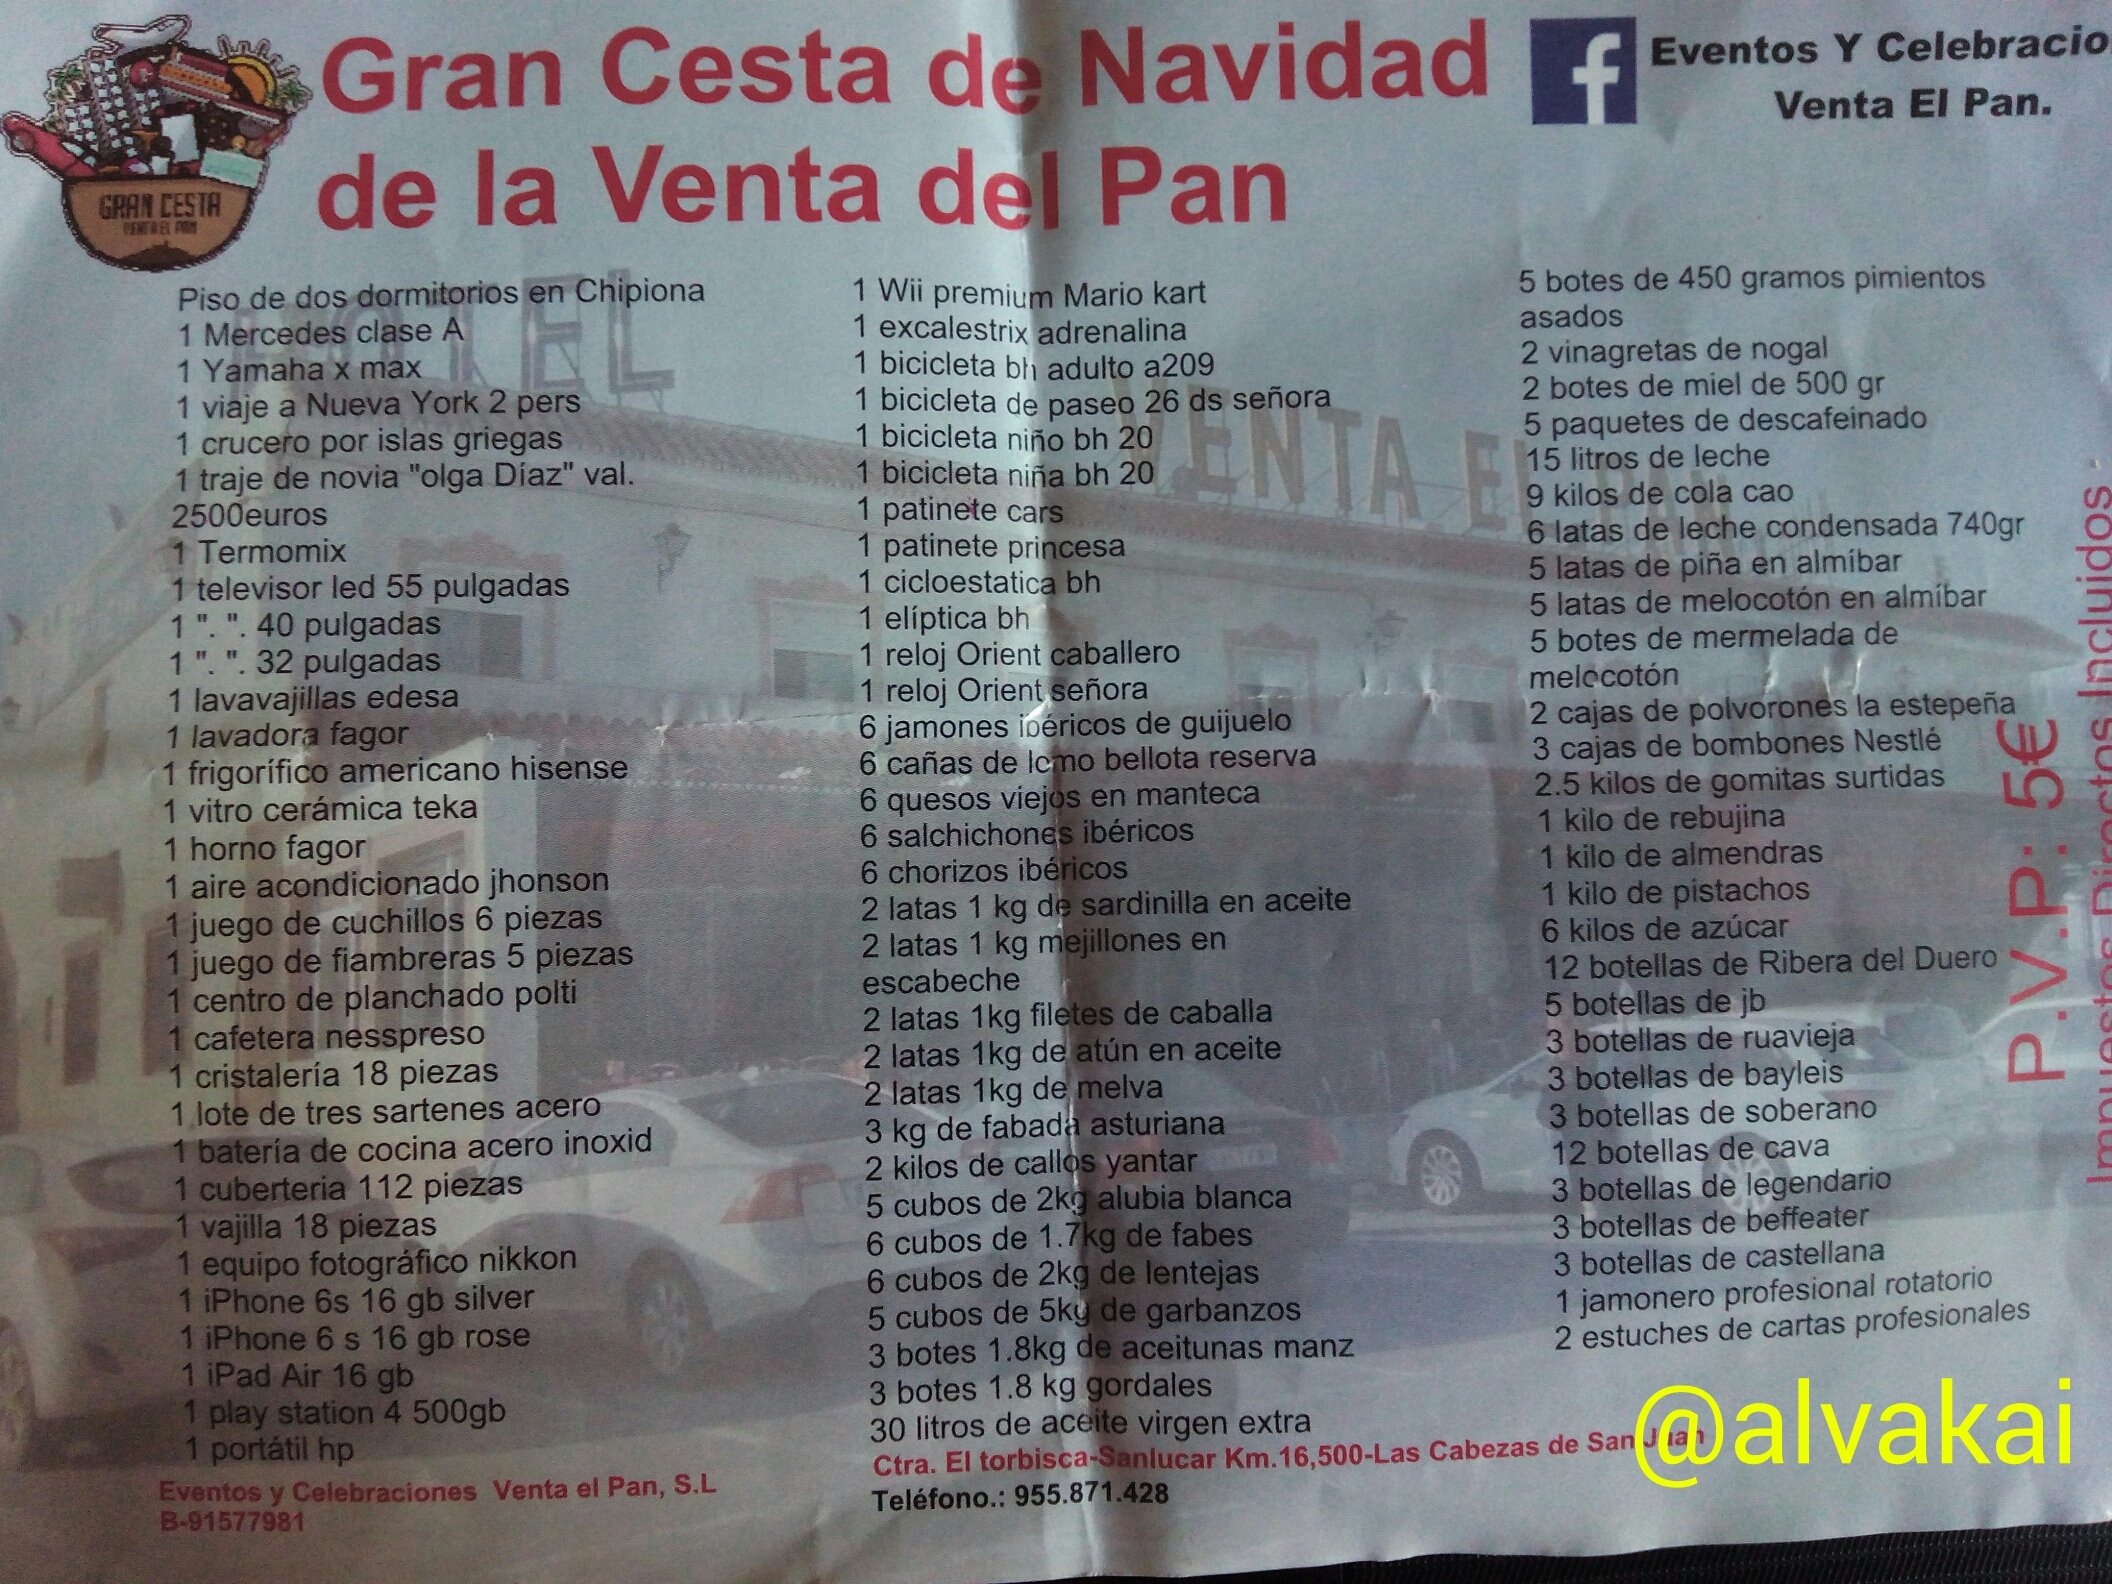 Gran Cesta de Navidad
de la Venta del Pan
Eventos Y Celebracio
Venta El Pan.
GRAN CESTA
VENTA EL PAN
HOTEL
VENTA EL
Piso de dos dormitorios en Chipiona
1 Mercedes clase A
1 Yamaha x max
1 viaje a Nueva York 2 pers
1 crucero por islas griegas
1 traje de novia "olga Díaz" val.
2500euros
1 Termomix
1 televisor led 55 pulgadas
1 ". ". 40 pulgadas
1 ". ". 32 pulgadas
1 lavavajillas edesa
1 lavadora fagor
1 frigorífico americano hisense
1 vitro cerámica teka
1 horno fagor
1 aire acondicionado jhonson
1 juego de cuchillos 6 piezas
1 juego de fiambreras 5 piezas
1 centro de planchado polti
1 cafetera nesspreso
1 cristalería 18 piezas
1 lote de tres sartenes acero
1 batería de cocina acero inoxid
1 cuberteria 112 piezas
1 vajilla 18 piezas
1 equipo fotográfico nikkon
1 iPhone 6s 16 gb silver
1 iPhone 6 s 16 gb rose
1 iPad Air 16 gb
1 play station 4 500gb
1 portátil hp
Eventos y Celebraciones Venta el Pan, S.L
B-91577981
1 Wii premium Mario kart
1 excalestrix adrenalina
1 bicicleta bh adulto a209
1 bicicleta de paseo 26 ds señora
1 bicicleta niño bh 20
1 bicicleta niña bh 20
1 patinete cars
1 patinete princesa
1 cicloestatica bh
1 elíptica bh
1 reloj Orient caballero
1 reloj Orient señora
6 jamones ibéricos de guijuelo
6 cañas de lomo bellota reserva
6 quesos viejos en manteca
6 salchichones ibéricos
6 chorizos ibéricos
2 latas 1 kg de sardinilla en aceite
2 latas 1 kg mejillones en
escabeche
2 latas 1kg filetes de caballa
2 latas 1kg de atún en aceite
2 latas 1kg de melva
3 kg de fabada asturiana
2 kilos de callos yantar
5 cubos de 2kg alubia blanca
6 cubos de 1.7kg de fabes
6 cubos de 2kg de lentejas
5 cubos de 5kg de garbanzos
3 botes 1.8kg de aceitunas manz
3 botes 1.8 kg gordales
30 litros de aceite virgen extra
Ctra. El torbisca-Sanlucar Km.16,500-Las Cabezas de San Juan
Teléfono.: 955.871.428
5 botes de 450 gramos pimientos
asados
2 vinagretas de nogal
2 botes de miel de 500 gr
5 paquetes de descafeinado
15 litros de leche
9 kilos de cola cao
6 latas de leche condensada 740gr
5 latas de piña en almíbar
5 latas de melocotón en almíbar
5 botes de mermelada de
melocotón
2 cajas de polvorones la estepeña
3 cajas de bombones Nestlé
2.5 kilos de gomitas surtidas
1 kilo de rebujina
1 kilo de almendras
1 kilo de pistachos
6 kilos de azúcar
12 botellas de Ribera del Duero
5 botellas de jb
3 botellas de ruavieja
3 botellas de bayleis
3 botellas de soberano
12 botellas de cava
3 botellas de legendario
3 botellas de beffeater
3 botellas de castellana
1 jamonero profesional rotatorio
2 estuches de cartas profesionales
P.V.P: 5€
Impuestos Directos Incluidos
@alvakai